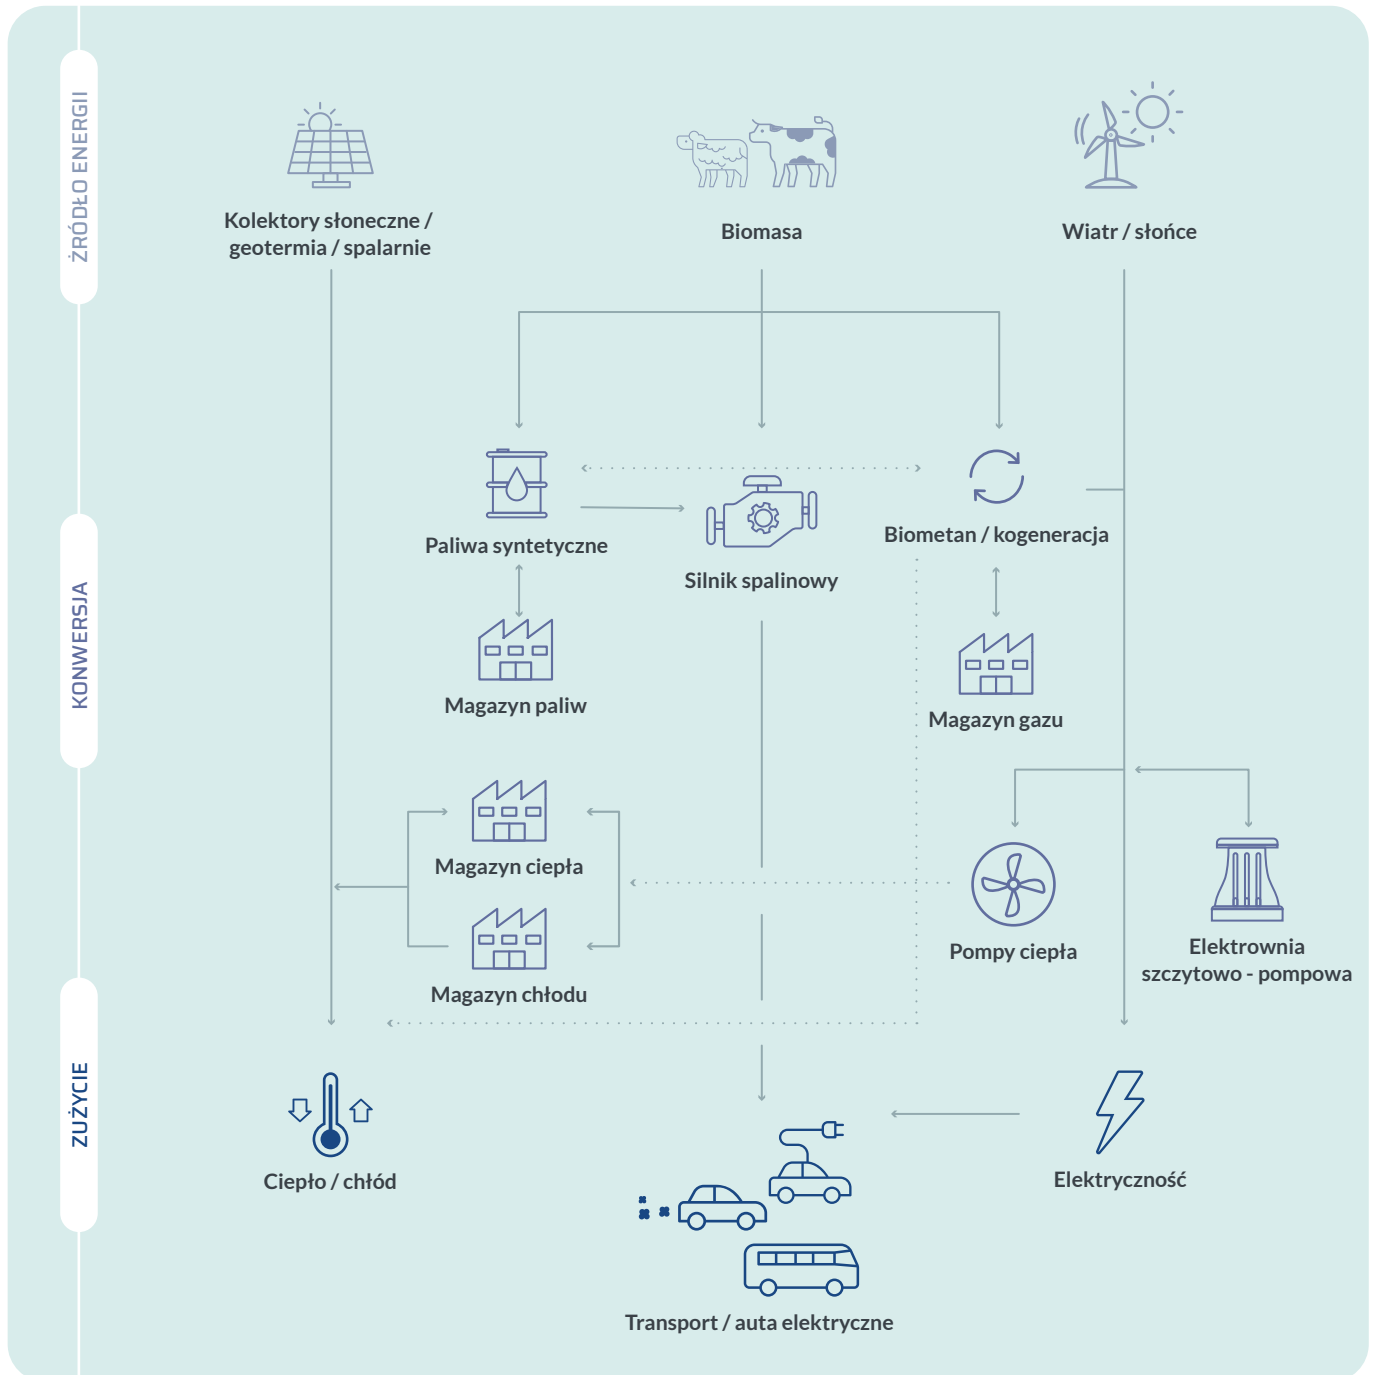 ŻRÓDŁO ENERGII
Kolektory słoneczne /
geotermia / spalarnie
Biomasa
Wiatr / słońce
KONWERSJA
Paliwa syntetyczne
Silnik spalinowy
Biometan / kogeneracja
Magazyn paliw
Magazyn gazu
Magazyn ciepła
Magazyn chłodu
Pompy ciepła
Elektrownia
szczytowo - pompowa
ZUŻYCIE
Ciepło / chłód
Elektryczność
Transport / auta elektryczne